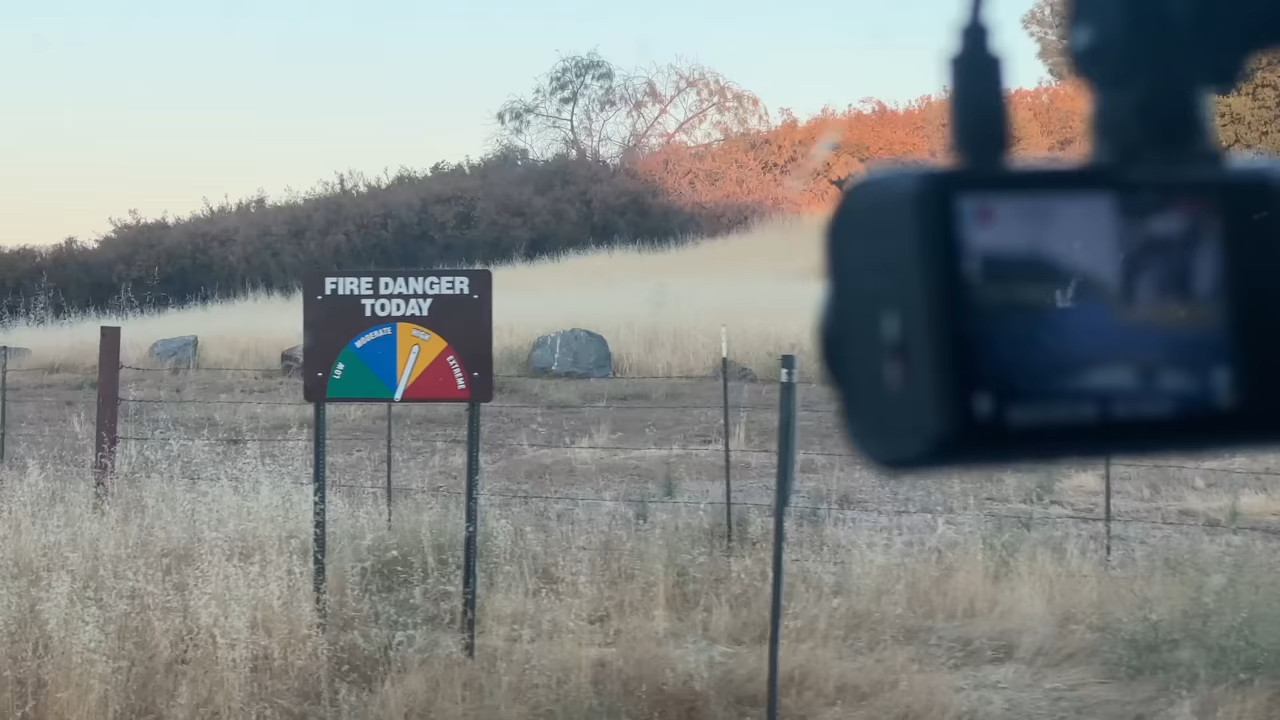 FIRE DANGER
TODAY
LOW
MODERATE
HIGH
EXTREME